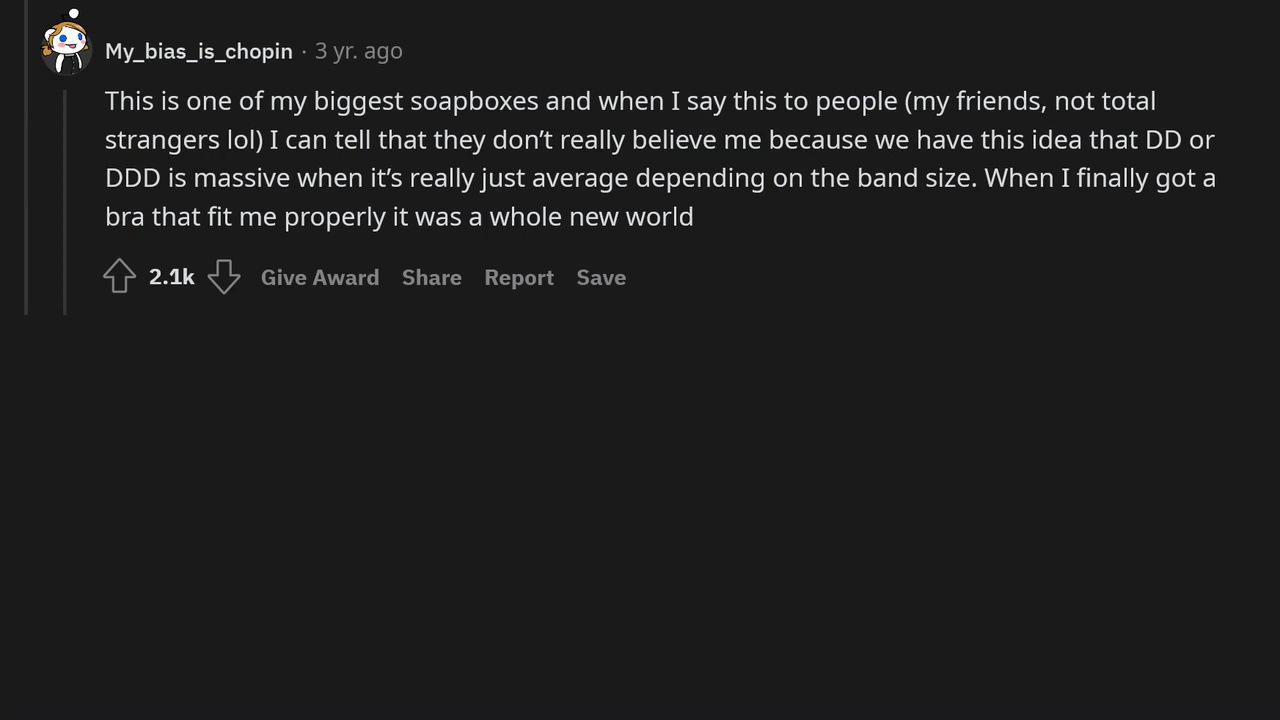 My_bias_is_chopin · 3 yr. ago
This is one of my biggest soapboxes and when I say this to people (my friends, not total
strangers lol) I can tell that they don’t really believe me because we have this idea that DD or
DDD is massive when it’s really just average depending on the band size. When I finally got a
bra that fit me properly it was a whole new world
2.1k Give Award Share Report Save